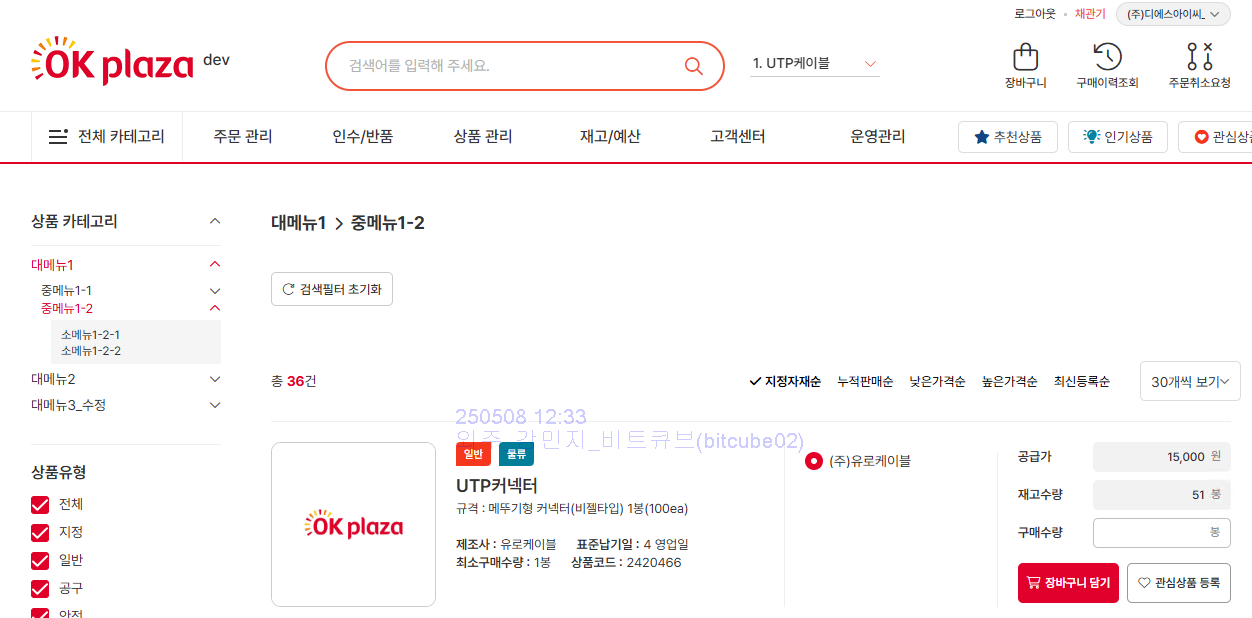 로그아웃 채관기 (주)디에스아이씨_
OK plaza dev
검색어를 입력해 주세요.
1. UTP케이블
장바구니 구매이력조회 주문취소요청
전체 카테고리 주문 관리 인수/반품 상품 관리 재고/예산 고객센터 운영관리 추천상품 인기상품 관심상
상품 카테고리
대메뉴1
중메뉴1-1
중메뉴1-2
소메뉴1-2-1
소메뉴1-2-2
대메뉴2
대메뉴3_수정
상품유형
전체
지정
일반
공구
안전
대메뉴1 > 중메뉴1-2
검색필터 초기화
총 36건
지정자재순 누적판매순 낮은가격순 높은가격순 최신등록순 30개씩 보기
250508 12:33
외주_강민지_비트큐브(bitcube02)
OK plaza
일반 물류
UTP커넥터
규격 : 메뚜기형 커넥터(비젤타입) 1봉(100ea)
제조사 : 유로케이블 표준납기일 : 4 영업일
최소구매수량 : 1봉 상품코드 : 2420466
(주)유로케이블
공급가 15,000 원
재고수량 51 봉
구매수량 봉
장바구니 담기 관심상품 등록